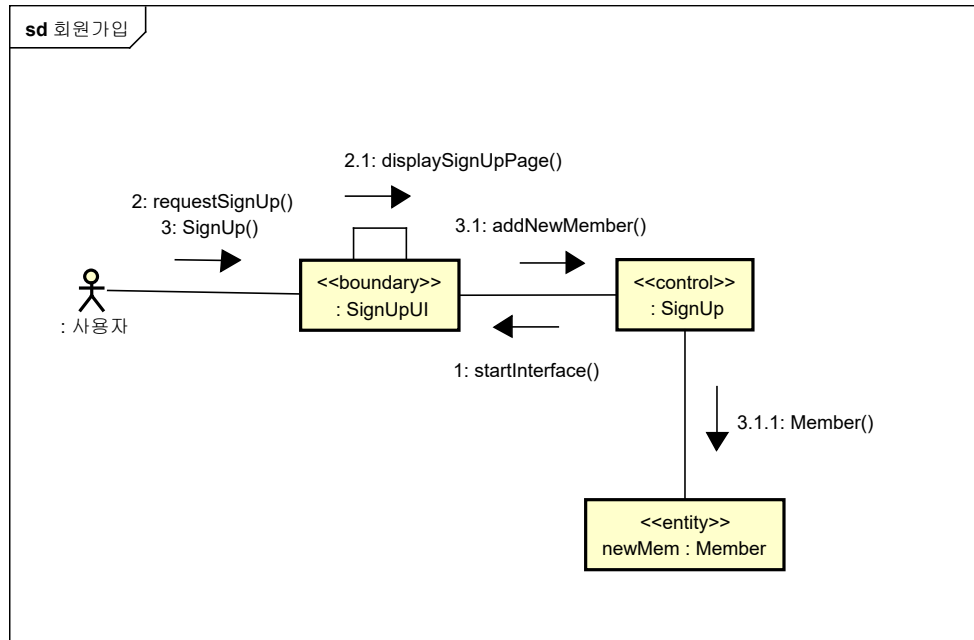 sd 회원가입
2.1: displaySignUpPage()
2: requestSignUp()
3: SignUp()
3.1: addNewMember()
<<boundary>>
: SignUpUI
<<control>>
: SignUp
: 사용자
1: startInterface()
3.1.1: Member()
<<entity>>
newMem : Member